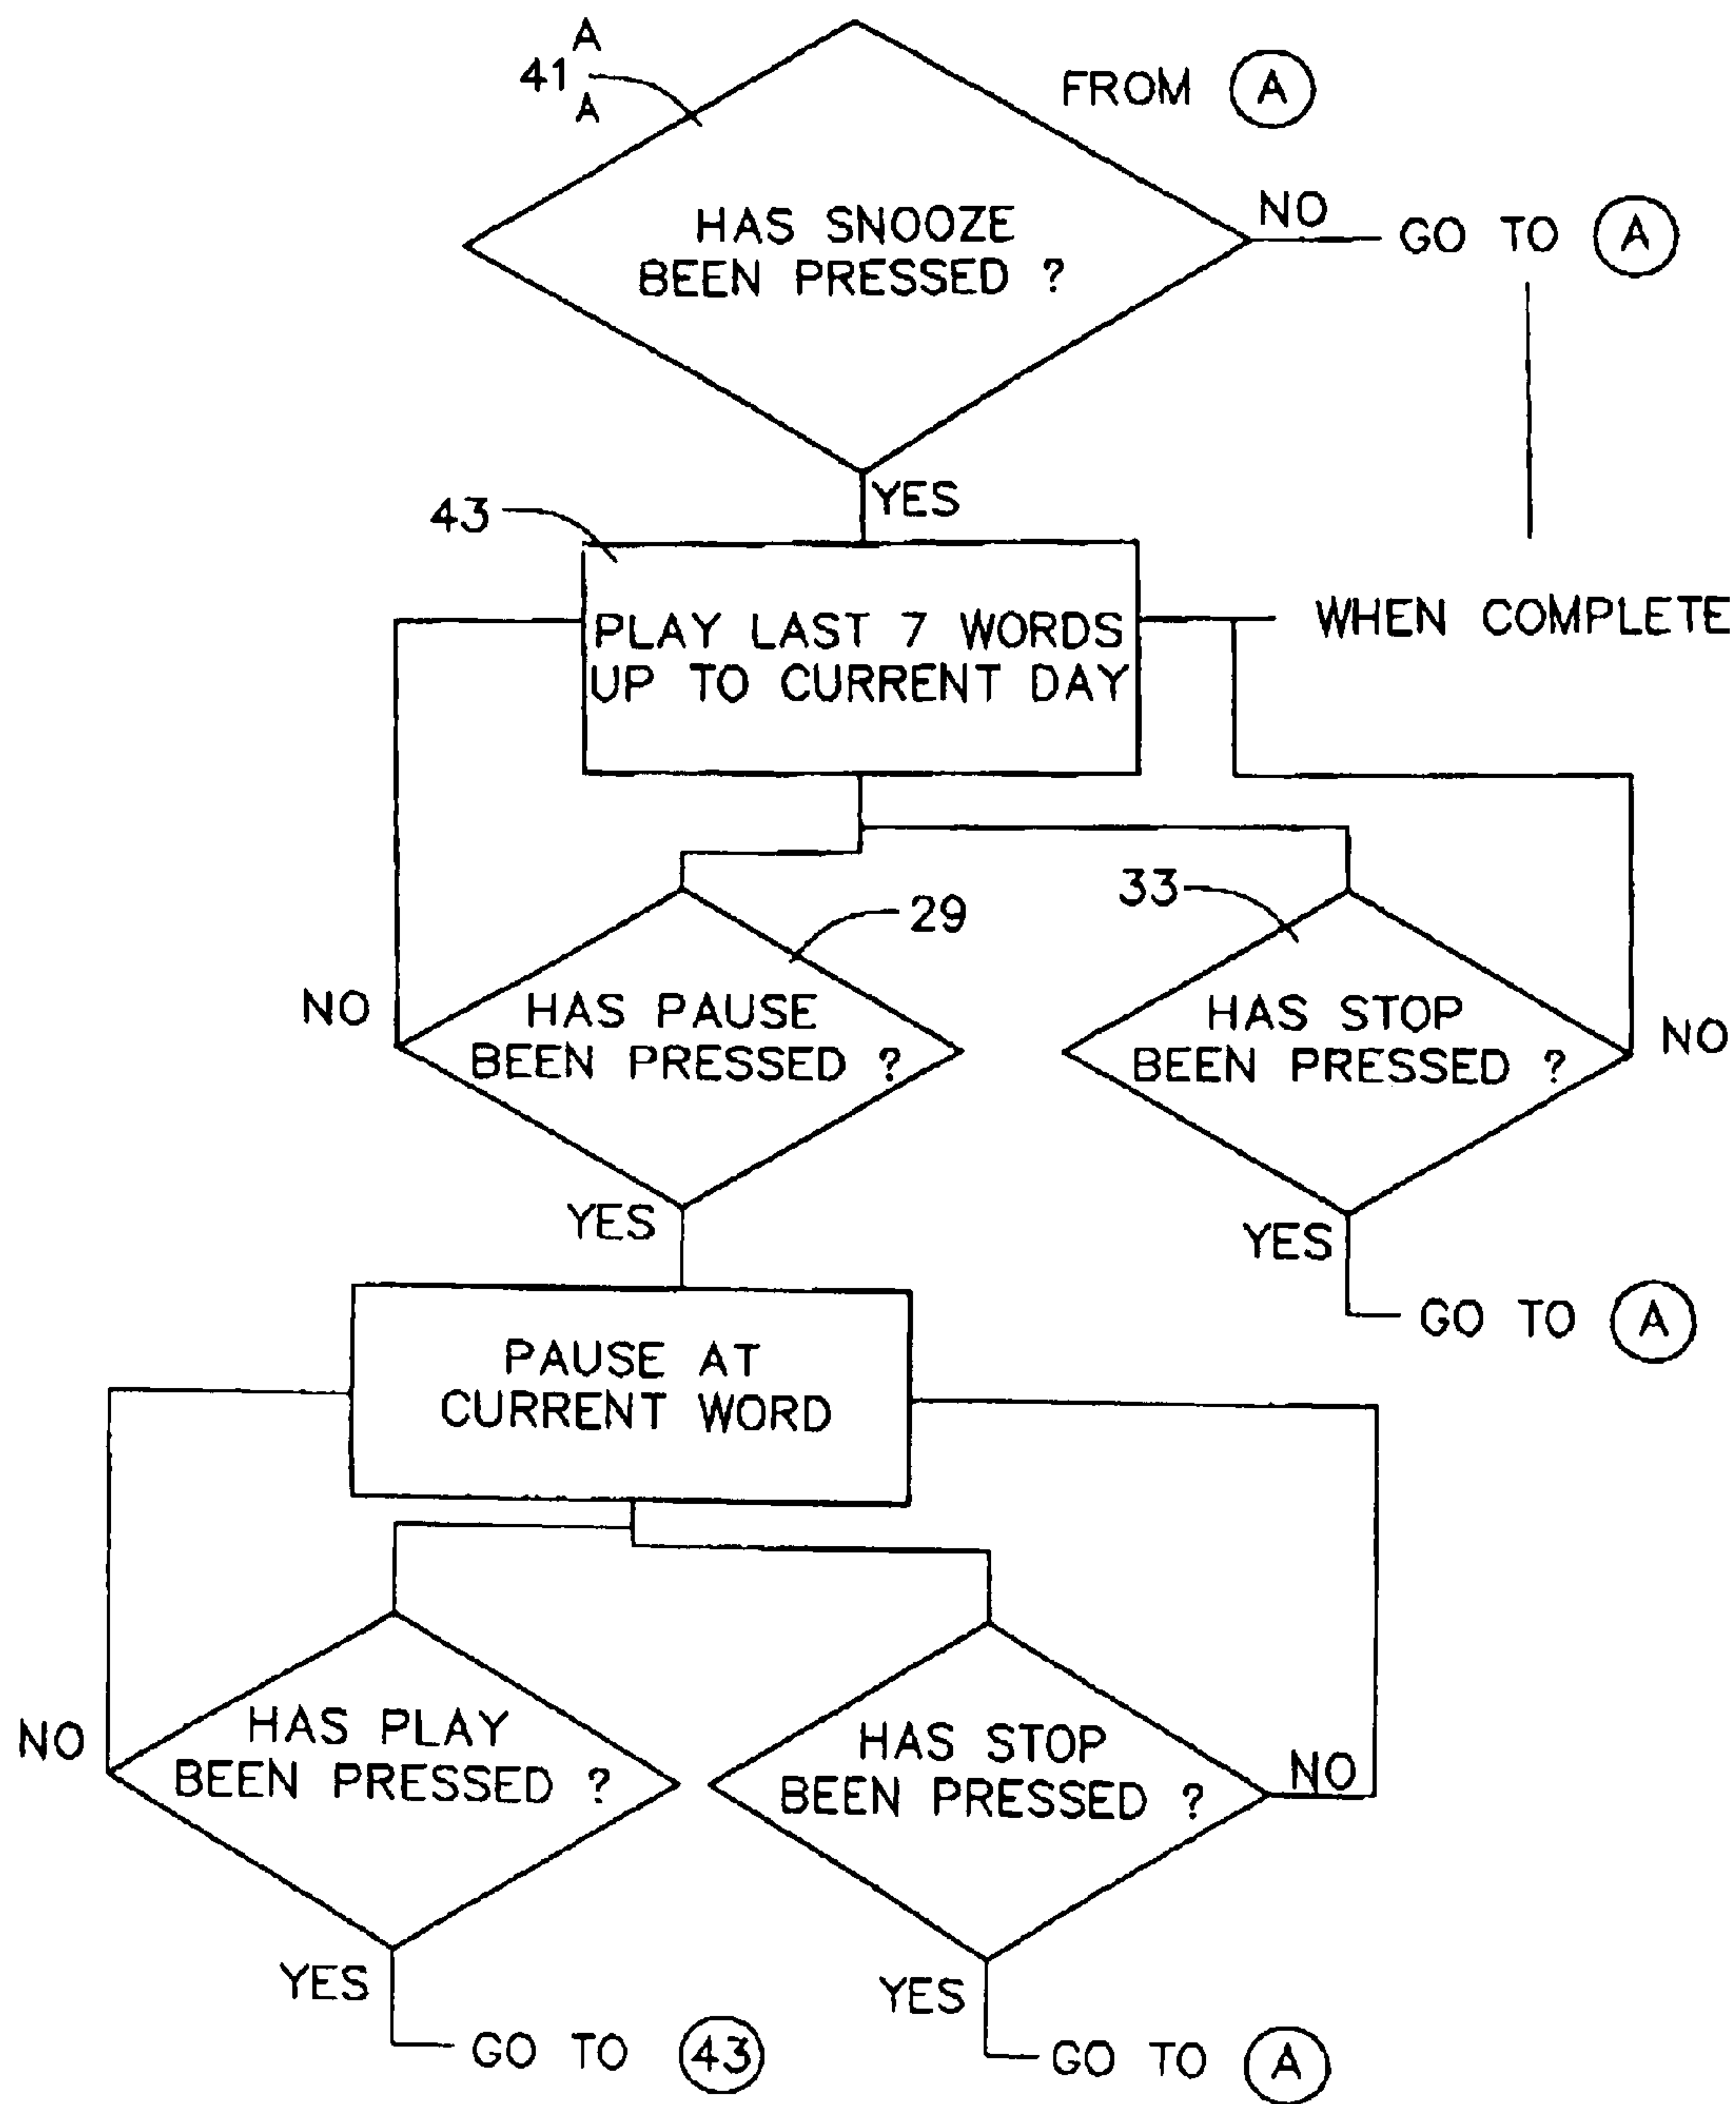 A
41
A
FROM A
HAS SNOOZE
BEEN PRESSED ?
NO
GO TO A
YES
43
PLAY LAST 7 WORDS
UP TO CURRENT DAY
WHEN COMPLETE
29
33
NO
HAS PAUSE
BEEN PRESSED ?
HAS STOP
BEEN PRESSED ?
NO
YES
YES
GO TO A
PAUSE AT
CURRENT WORD
NO
HAS PLAY
BEEN PRESSED ?
HAS STOP
BEEN PRESSED ?
NO
YES
YES
GO TO 43
GO TO A